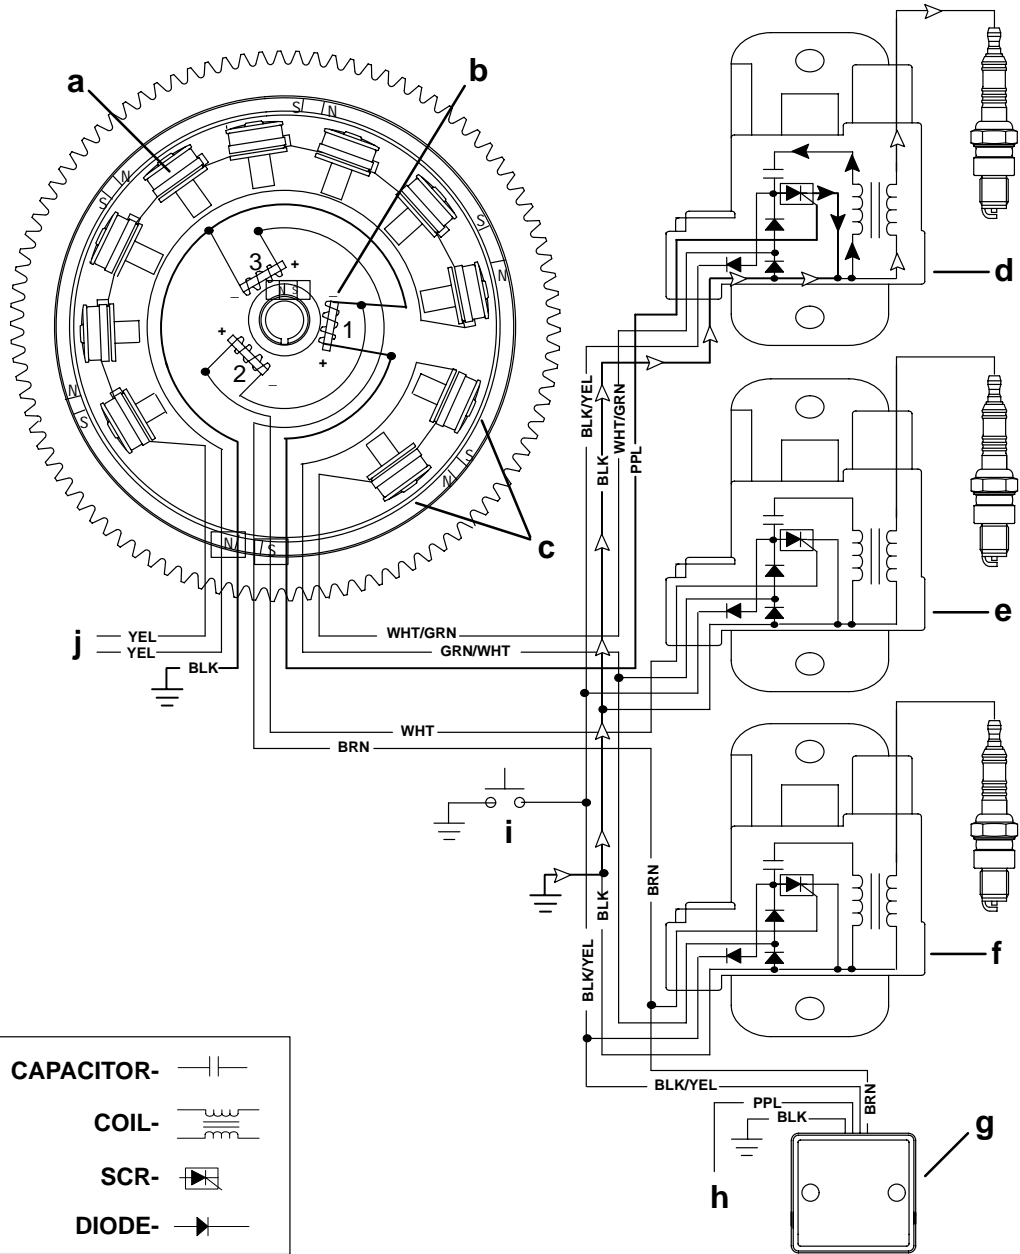 a
b
S N
N
S
S
N
3
+
−
N S
−
1
+
+
2
−
N
S
S
N
c
N
S
d
BLK/YEL
BLK
WHT/GRN
PPL
e
j
YEL
YEL
BLK
WHT/GRN
GRN/WHT
WHT
BRN
i
BRN
BLK
BLK/YEL
f
CAPACITOR-
COIL-
SCR-
DIODE-
BLK/YEL
PPL
BLK
BRN
g
h